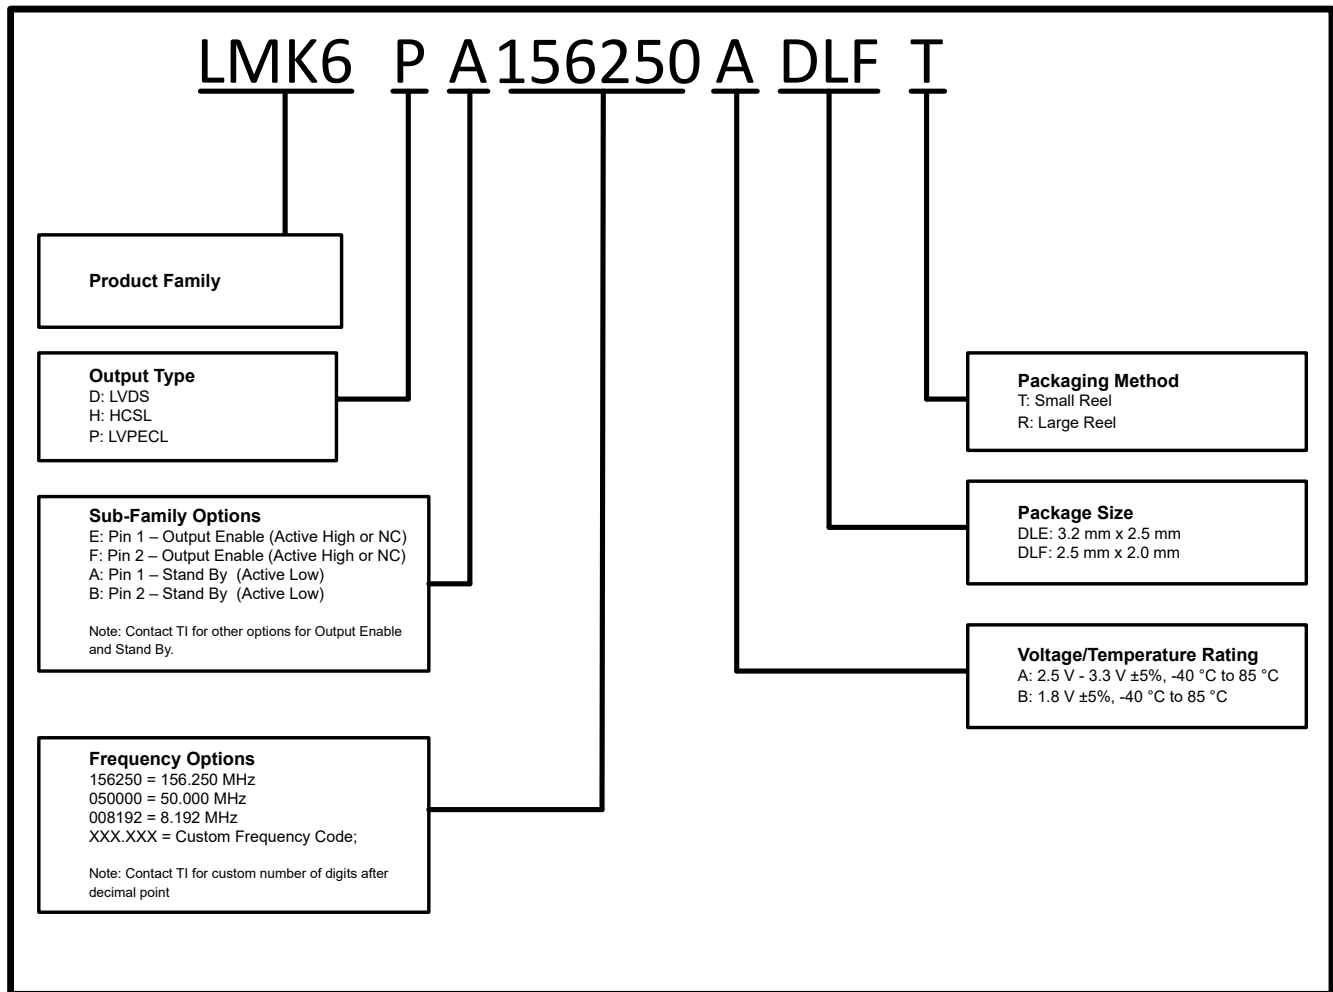 LMK6 P A 156250 A DLF T
Product Family
Output Type
D: LVDS
H: HCSL
P: LVPECL
Sub-Family Options
E: Pin 1 – Output Enable (Active High or NC)
F: Pin 2 – Output Enable (Active High or NC)
A: Pin 1 – Stand By  (Active Low)
B: Pin 2 – Stand By  (Active Low)
Note: Contact TI for other options for Output Enable
and Stand By.
Frequency Options
156250 = 156.250 MHz
050000 = 50.000 MHz
008192 = 8.192 MHz
XXX.XXX = Custom Frequency Code;
Note: Contact TI for custom number of digits after
decimal point
Packaging Method
T: Small Reel
R: Large Reel
Package Size
DLE: 3.2 mm x 2.5 mm
DLF: 2.5 mm x 2.0 mm
Voltage/Temperature Rating
A: 2.5 V - 3.3 V ±5%, -40 °C to 85 °C
B: 1.8 V ±5%, -40 °C to 85 °C